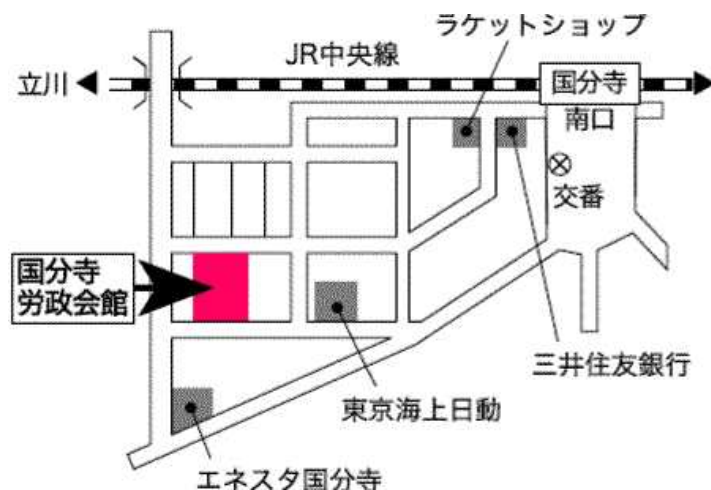 ラケットショップ
JR中央線
立川
国分寺
南口
交番
国分寺
労政会館
三井住友銀行
東京海上日動
エネスタ国分寺